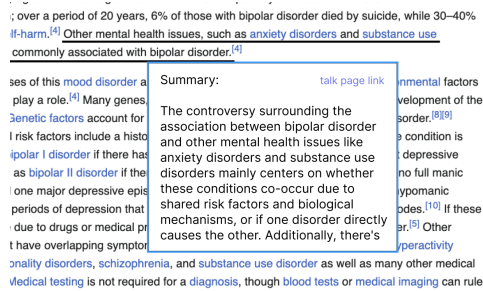 ; over a period of 20 years, 6% of those with bipolar disorder died by suicide, while 30–40%
lf-harm.[4] Other mental health issues, such as anxiety disorders and substance use
commonly associated with bipolar disorder.[4]
Summary: talk page link
The controversy surrounding the
association between bipolar disorder
and other mental health issues like
anxiety disorders and substance use
disorders mainly centers on whether
these conditions co-occur due to
shared risk factors and biological
mechanisms, or if one disorder directly
causes the other. Additionally, there's
ses of this mood disorder a
nmental factors
play a role.[4] Many genes,
velopment of the
Genetic factors account for
sorder.[8][9]
l risk factors include a histo
e condition is
ipolar I disorder if there has
depressive
as bipolar II disorder if ther
no full manic
one major depressive epis
ypomanic
periods of depression that
odes.[10] If these
due to drugs or medical pr
er.[5] Other
t have overlapping sympto
yperactivity
onality disorders, schizophrenia, and substance use disorder as well as many other medical
Medical testing is not required for a diagnosis, though blood tests or medical imaging can rule